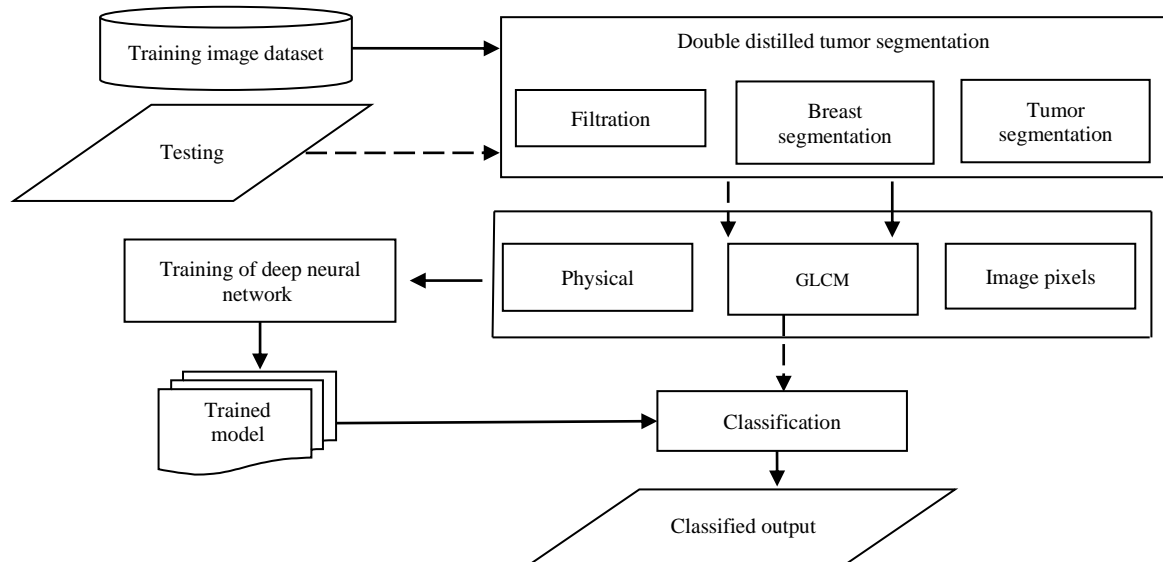 Training image dataset
Double distilled tumor segmentation
Filtration
Breast
segmentation
Tumor
segmentation
Testing
Training of deep neural
network
Physical
GLCM
Image pixels
Trained
model
Classification
Classified output